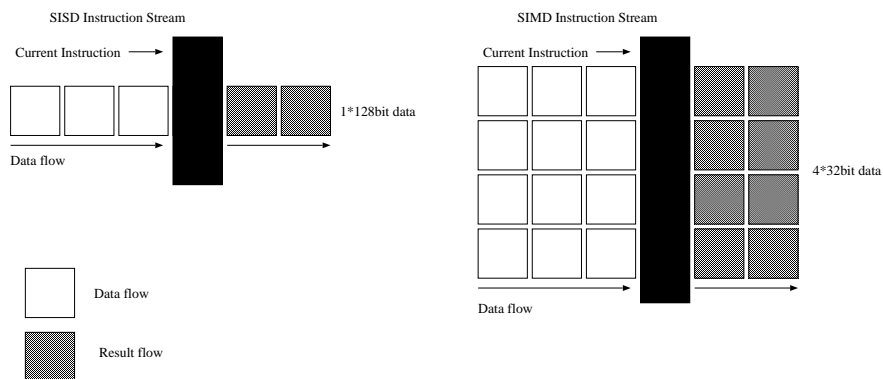 SISD Instruction Stream
Current Instruction
1*128bit data
Data flow
SIMD Instruction Stream
Current Instruction
4*32bit data
Data flow
Data flow
Result flow